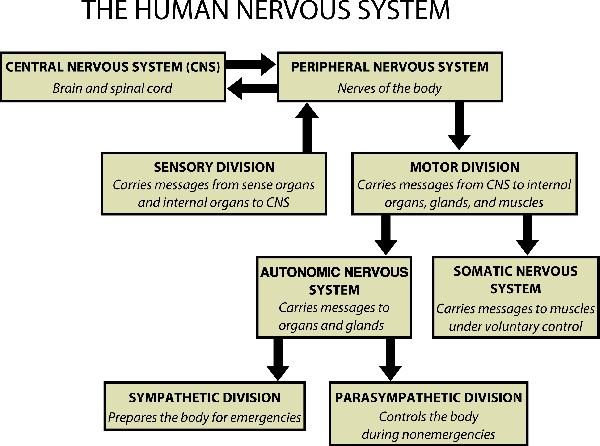 THE HUMAN NERVOUS SYSTEM
CENTRAL NERVOUS SYSTEM (CNS)
Brain and spinal cord
PERIPHERAL NERVOUS SYSTEM
Nerves of the body
SENSORY DIVISION
Carries messages from sense organs
and internal organs to CNS
MOTOR DIVISION
Carries messages from CNS to internal
organs, glands, and muscles
AUTONOMIC NERVOUS
SYSTEM
Carries messages to
organs and glands
SOMATIC NERVOUS
SYSTEM
Carries messages to muscles
under voluntary control
SYMPATHETIC DIVISION
Prepares the body for emergencies
PARASYMPATHETIC DIVISION
Controls the body
during nonemergencies